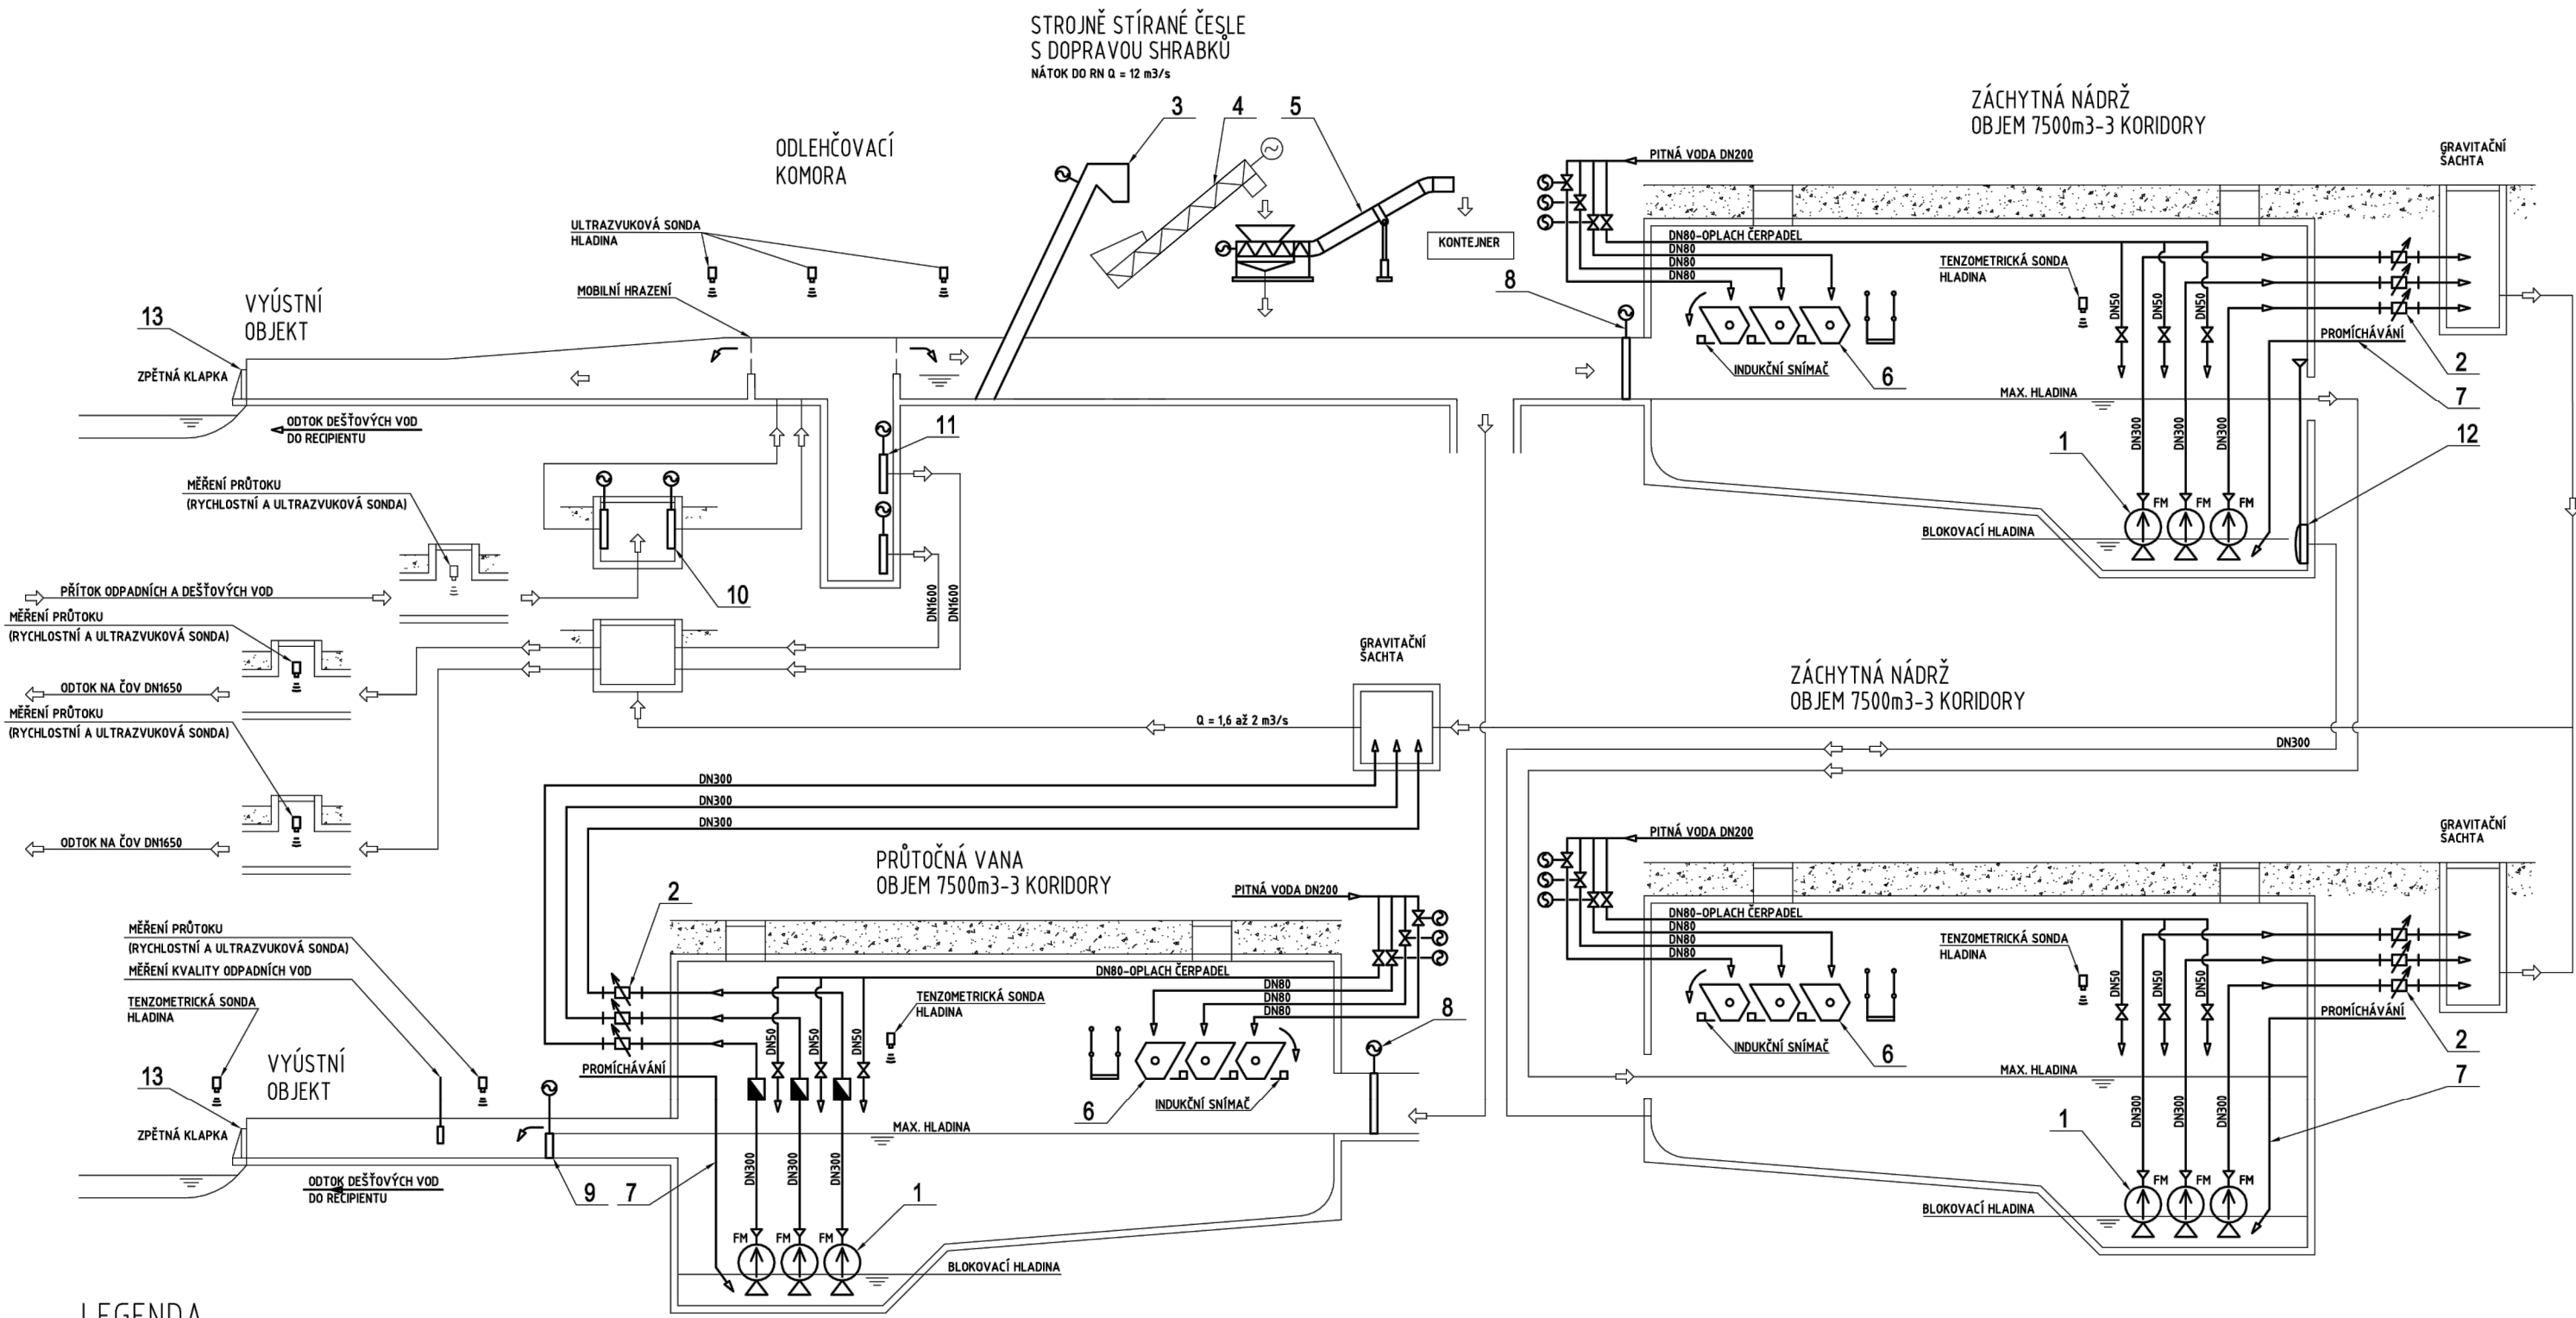 STROJNĚ STÍRANÉ ČESLE
S DOPRAVOU SHRABKŮ
NÁTOK DO RN Q = 12 m3/s
3
4
5
ODLEHČOVACÍ
KOMORA
ULTRAZVUKOVÁ SONDA
HLADINA
MOBILNÍ HRAZENÍ
KONTEJNER
8
VYÚSTNÍ
OBJEKT
13
ZPĚTNÁ KLAPKA
ODTOK DEŠŤOVÝCH VOD
DO RECIPIENTU
11
10
DN1600
DN1600
MĚŘENÍ PRŮTOKU
(RYCHLOSTNÍ A ULTRAZVUKOVÁ SONDA)
PŘÍTOK ODPADNÍCH A DEŠŤOVÝCH VOD
MĚŘENÍ PRŮTOKU
(RYCHLOSTNÍ A ULTRAZVUKOVÁ SONDA)
ODTOK NA ČOV DN1650
MĚŘENÍ PRŮTOKU
(RYCHLOSTNÍ A ULTRAZVUKOVÁ SONDA)
ODTOK NA ČOV DN1650
ZÁCHYTNÁ NÁDRŽ
OBJEM 7500m3-3 KORIDORY
GRAVITAČNÍ
ŠACHTA
PITNÁ VODA DN200
DN80-OPLACH ČERPADEL
DN80
DN80
DN80
TENZOMETRICKÁ SONDA
HLADINA
DN50
DN50
DN50
PROMÍCHÁVÁNÍ
2
7
INDUKČNÍ SNÍMAČ
6
MAX. HLADINA
1
DN300
DN300
DN300
12
FM
FM
FM
BLOKOVACÍ HLADINA
GRAVITAČNÍ
ŠACHTA
Q = 1,6 až 2 m3/s
DN300
DN300
DN300
DN300
ZÁCHYTNÁ NÁDRŽ
OBJEM 7500m3-3 KORIDORY
GRAVITAČNÍ
ŠACHTA
PITNÁ VODA DN200
DN80-OPLACH ČERPADEL
DN80
DN80
DN80
TENZOMETRICKÁ SONDA
HLADINA
DN50
DN50
DN50
PROMÍCHÁVÁNÍ
2
7
INDUKČNÍ SNÍMAČ
6
MAX. HLADINA
1
DN300
DN300
DN300
FM
FM
FM
BLOKOVACÍ HLADINA
PRŮTOČNÁ VANA
OBJEM 7500m3-3 KORIDORY
2
PITNÁ VODA DN200
DN80-OPLACH ČERPADEL
DN80
DN80
DN80
TENZOMETRICKÁ SONDA
HLADINA
DN50
DN50
DN50
PROMÍCHÁVÁNÍ
8
6
INDUKČNÍ SNÍMAČ
MAX. HLADINA
DN300
DN300
DN300
9
7
1
FM
FM
FM
BLOKOVACÍ HLADINA
MĚŘENÍ PRŮTOKU
(RYCHLOSTNÍ A ULTRAZVUKOVÁ SONDA)
MĚŘENÍ KVALITY ODPADNÍCH VOD
TENZOMETRICKÁ SONDA
HLADINA
VYÚSTNÍ
OBJEKT
13
ZPĚTNÁ KLAPKA
ODTOK DEŠŤOVÝCH VOD
DO RECIPIENTU
LEGENDA